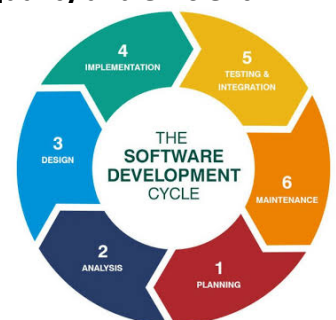 THE
SOFTWARE
DEVELOPMENT
CYCLE
1
PLANNING
2
ANALYSIS
3
DESIGN
4
IMPLEMENTATION
5
TESTING &
INTEGRATION
6
MAINTENANCE